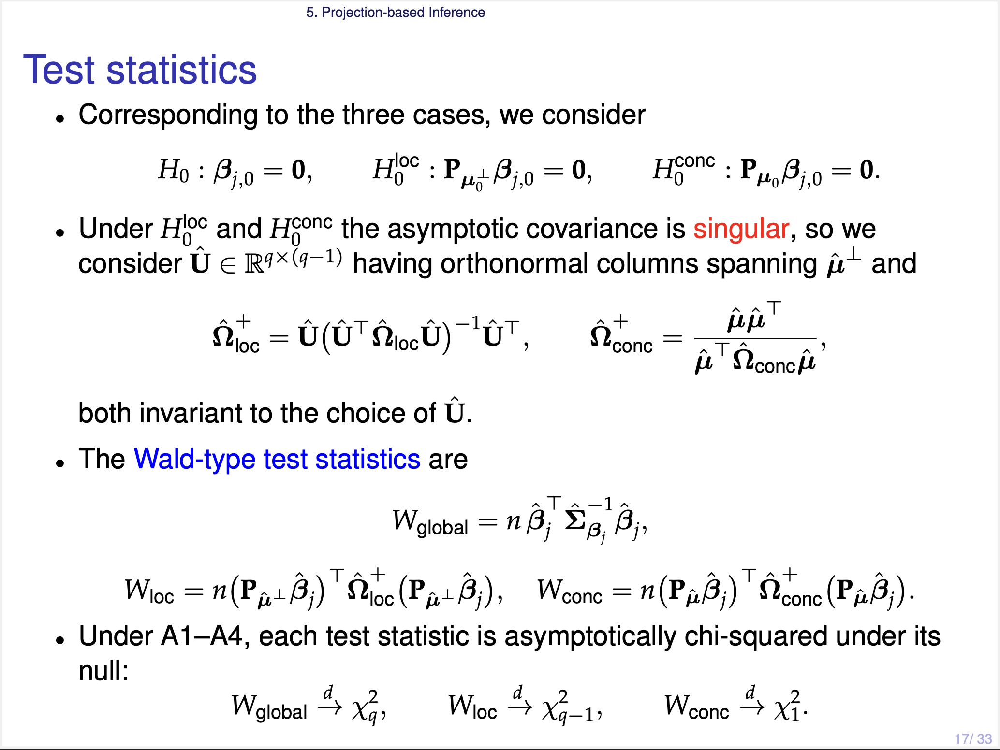 5. Projection-based Inference
Test statistics
• Corresponding to the three cases, we consider
$H_0 : \boldsymbol{\beta}_{j,0} = \mathbf{0}, \qquad H_0^{\text{loc}} : \mathbf{P}_{\boldsymbol{\mu}_0^\perp} \boldsymbol{\beta}_{j,0} = \mathbf{0}, \qquad H_0^{\text{conc}} : \mathbf{P}_{\boldsymbol{\mu}_0} \boldsymbol{\beta}_{j,0} = \mathbf{0}.$
• Under $H_0^{\text{loc}}$ and $H_0^{\text{conc}}$ the asymptotic covariance is singular, so we
consider $\hat{\mathbf{U}} \in \mathbb{R}^{q \times (q-1)}$ having orthonormal columns spanning $\hat{\boldsymbol{\mu}}^\perp$ and
$\hat{\boldsymbol{\Omega}}_{\text{loc}}^+ = \hat{\mathbf{U}} (\hat{\mathbf{U}}^\top \hat{\boldsymbol{\Omega}}_{\text{loc}} \hat{\mathbf{U}})^{-1} \hat{\mathbf{U}}^\top, \qquad \hat{\boldsymbol{\Omega}}_{\text{conc}}^+ = \frac{\hat{\boldsymbol{\mu}} \hat{\boldsymbol{\mu}}^\top}{\hat{\boldsymbol{\mu}}^\top \hat{\boldsymbol{\Omega}}_{\text{conc}} \hat{\boldsymbol{\mu}}},$
both invariant to the choice of $\hat{\mathbf{U}}$.
• The Wald-type test statistics are
$W_{\text{global}} = n \hat{\boldsymbol{\beta}}_j^\top \hat{\boldsymbol{\Sigma}}_{\boldsymbol{\beta}_j}^{-1} \hat{\boldsymbol{\beta}}_j,$
$W_{\text{loc}} = n (\mathbf{P}_{\hat{\boldsymbol{\mu}}^\perp} \hat{\boldsymbol{\beta}}_j)^\top \hat{\boldsymbol{\Omega}}_{\text{loc}}^+ (\mathbf{P}_{\hat{\boldsymbol{\mu}}^\perp} \hat{\boldsymbol{\beta}}_j), \quad W_{\text{conc}} = n (\mathbf{P}_{\hat{\boldsymbol{\mu}}} \hat{\boldsymbol{\beta}}_j)^\top \hat{\boldsymbol{\Omega}}_{\text{conc}}^+ (\mathbf{P}_{\hat{\boldsymbol{\mu}}} \hat{\boldsymbol{\beta}}_j).$
• Under A1–A4, each test statistic is asymptotically chi-squared under its
null:
$W_{\text{global}} \xrightarrow{d} \chi_q^2, \qquad W_{\text{loc}} \xrightarrow{d} \chi_{q-1}^2, \qquad W_{\text{conc}} \xrightarrow{d} \chi_1^2.$
17/ 33